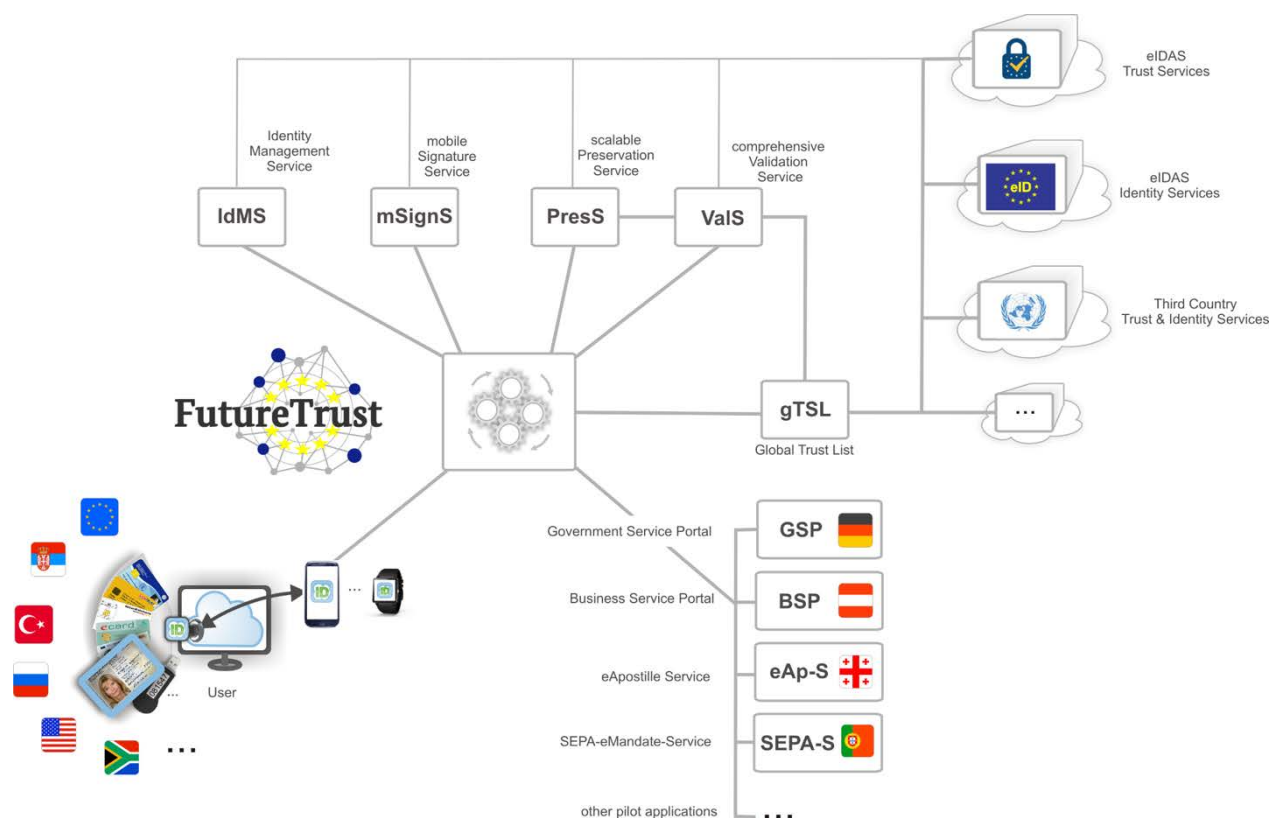 eIDAS
Trust Services
Identity
Management
Service
mobile
Signature
Service
scalable
Preservation
Service
comprehensive
Validation
Service
eID
eIDAS
Identity Services
IdMS
mSignS
PresS
ValS
Third Country
Trust & Identity Services
FutureTrust
gTSL
...
Global Trust List
Government Service Portal
GSP
ID
...
Business Service Portal
BSP
ecard
ID
eAp-S
eApostille Service
081547
...
User
SEPA-eMandate-Service
SEPA-S
...
other pilot applications
...